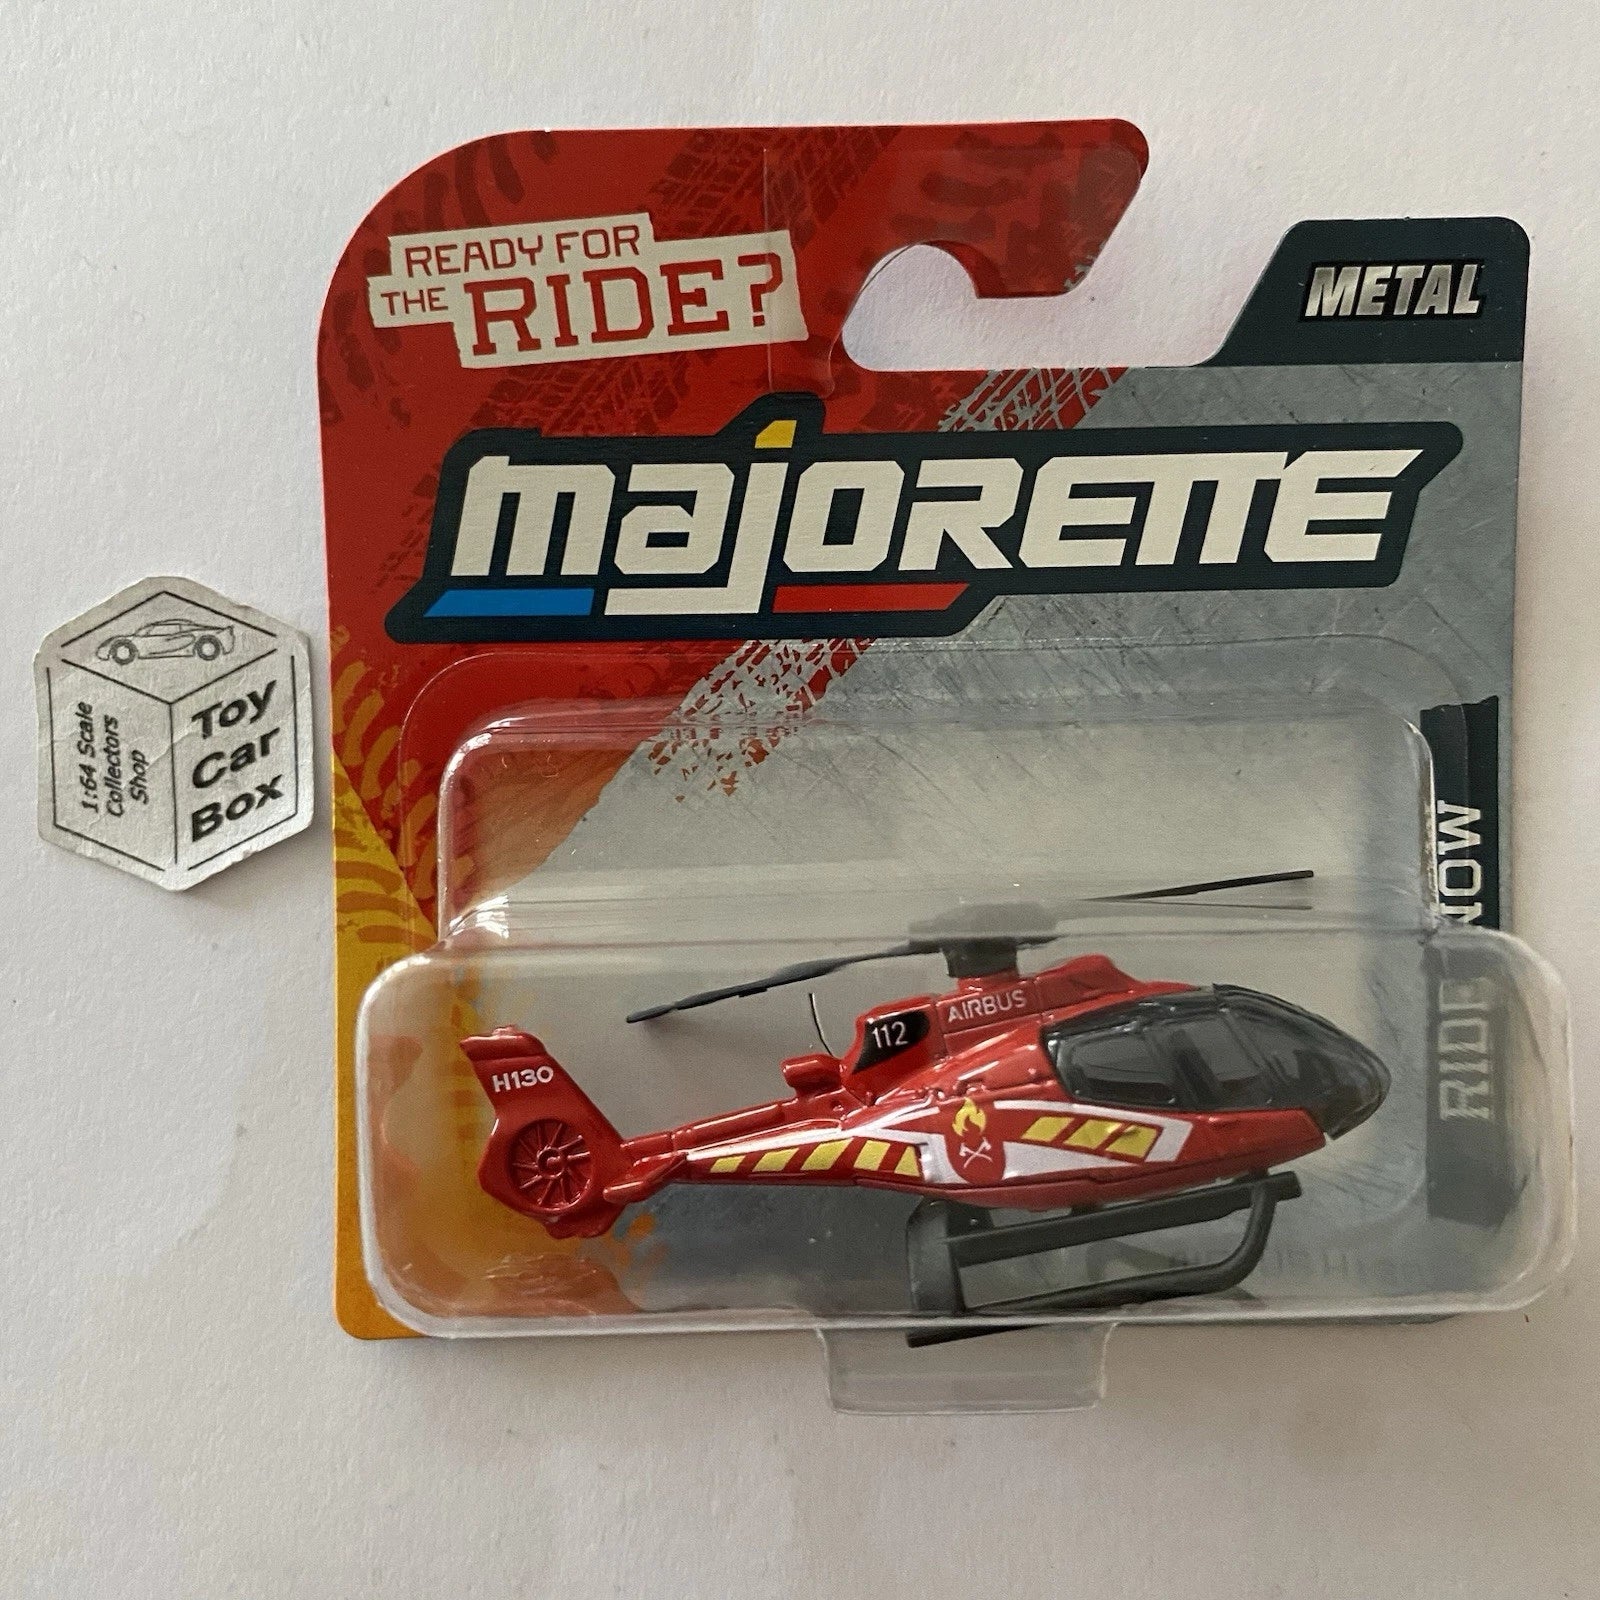 READY FOR
THE RIDE?
METAL
majORETTE
1:64 Scale
Collectors
Shop
Toy
Car
Box
RIDE NOW
112
AIRBUS
H130